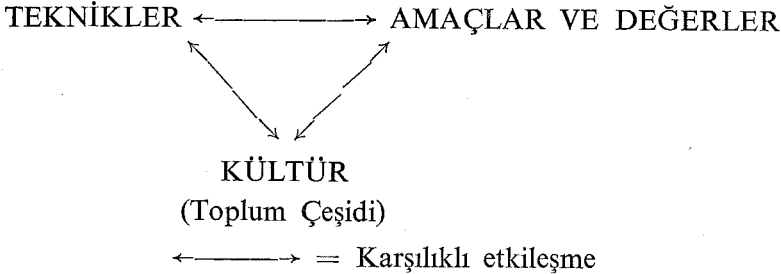 TEKNİKLER ←→ AMAÇLAR VE DEĞERLER
KÜLTÜR
(Toplum Çeşidi)
←→ = Karşılıklı etkileşme